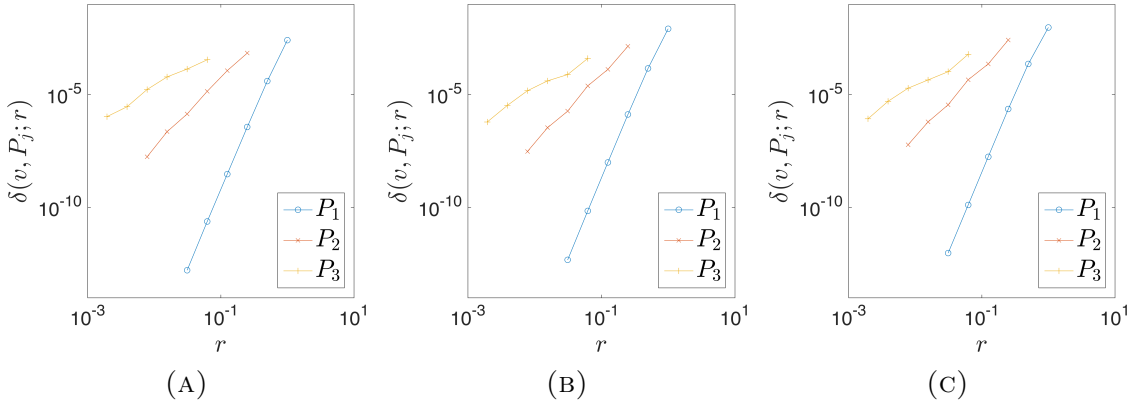 δ(v, P_j; r)
10^-5
10^-10
P_1
P_2
P_3
10^-3
10^-1
10^1
r
(A)
δ(v, P_j; r)
10^-5
10^-10
P_1
P_2
P_3
10^-3
10^-1
10^1
r
(B)
δ(v, P_j; r)
10^-5
10^-10
P_1
P_2
P_3
10^-3
10^-1
10^1
r
(C)